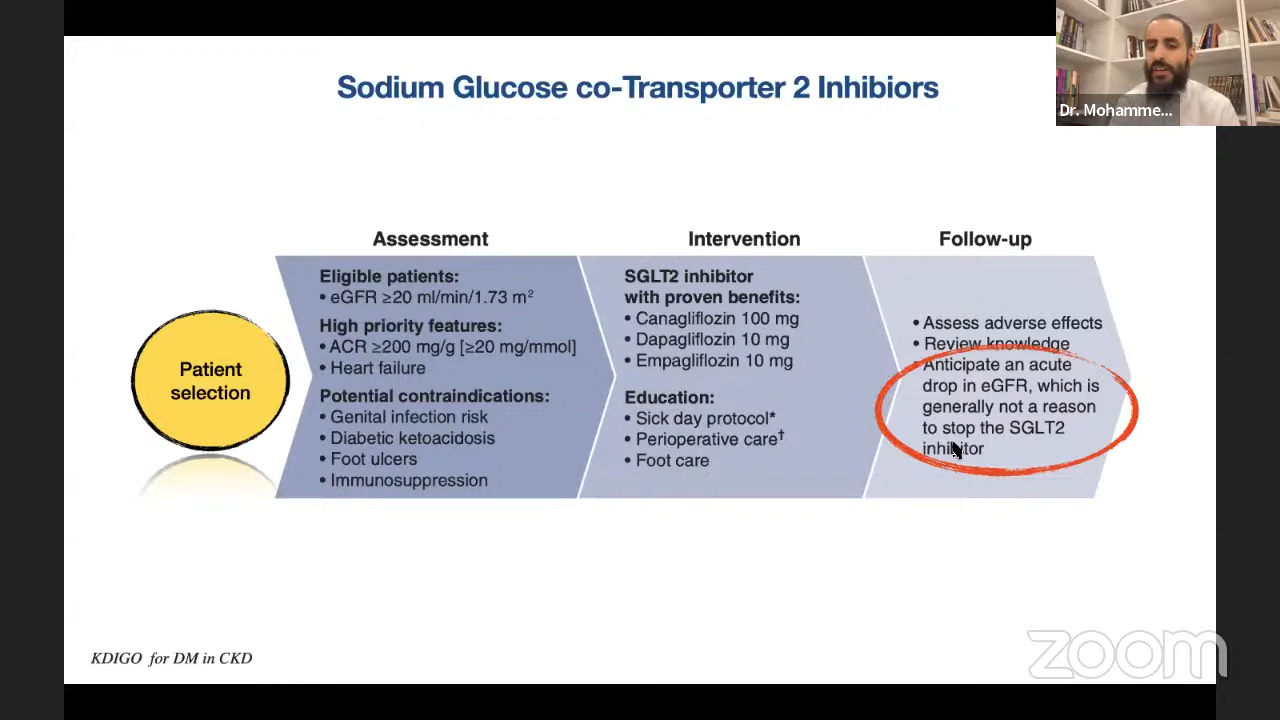 Sodium Glucose co-Transporter 2 Inhibiors
Dr. Mohamme...
Assessment
Intervention
Follow-up
Patient
selection
Eligible patients:
• eGFR ≥20 ml/min/1.73 m²
High priority features:
• ACR ≥200 mg/g [≥20 mg/mmol]
• Heart failure
Potential contraindications:
• Genital infection risk
• Diabetic ketoacidosis
• Foot ulcers
• Immunosuppression
SGLT2 inhibitor
with proven benefits:
• Canagliflozin 100 mg
• Dapagliflozin 10 mg
• Empagliflozin 10 mg
Education:
• Sick day protocol*
• Perioperative care†
• Foot care
• Assess adverse effects
• Review knowledge
• Anticipate an acute
drop in eGFR, which is
generally not a reason
to stop the SGLT2
inhibitor
KDIGO for DM in CKD
zoom